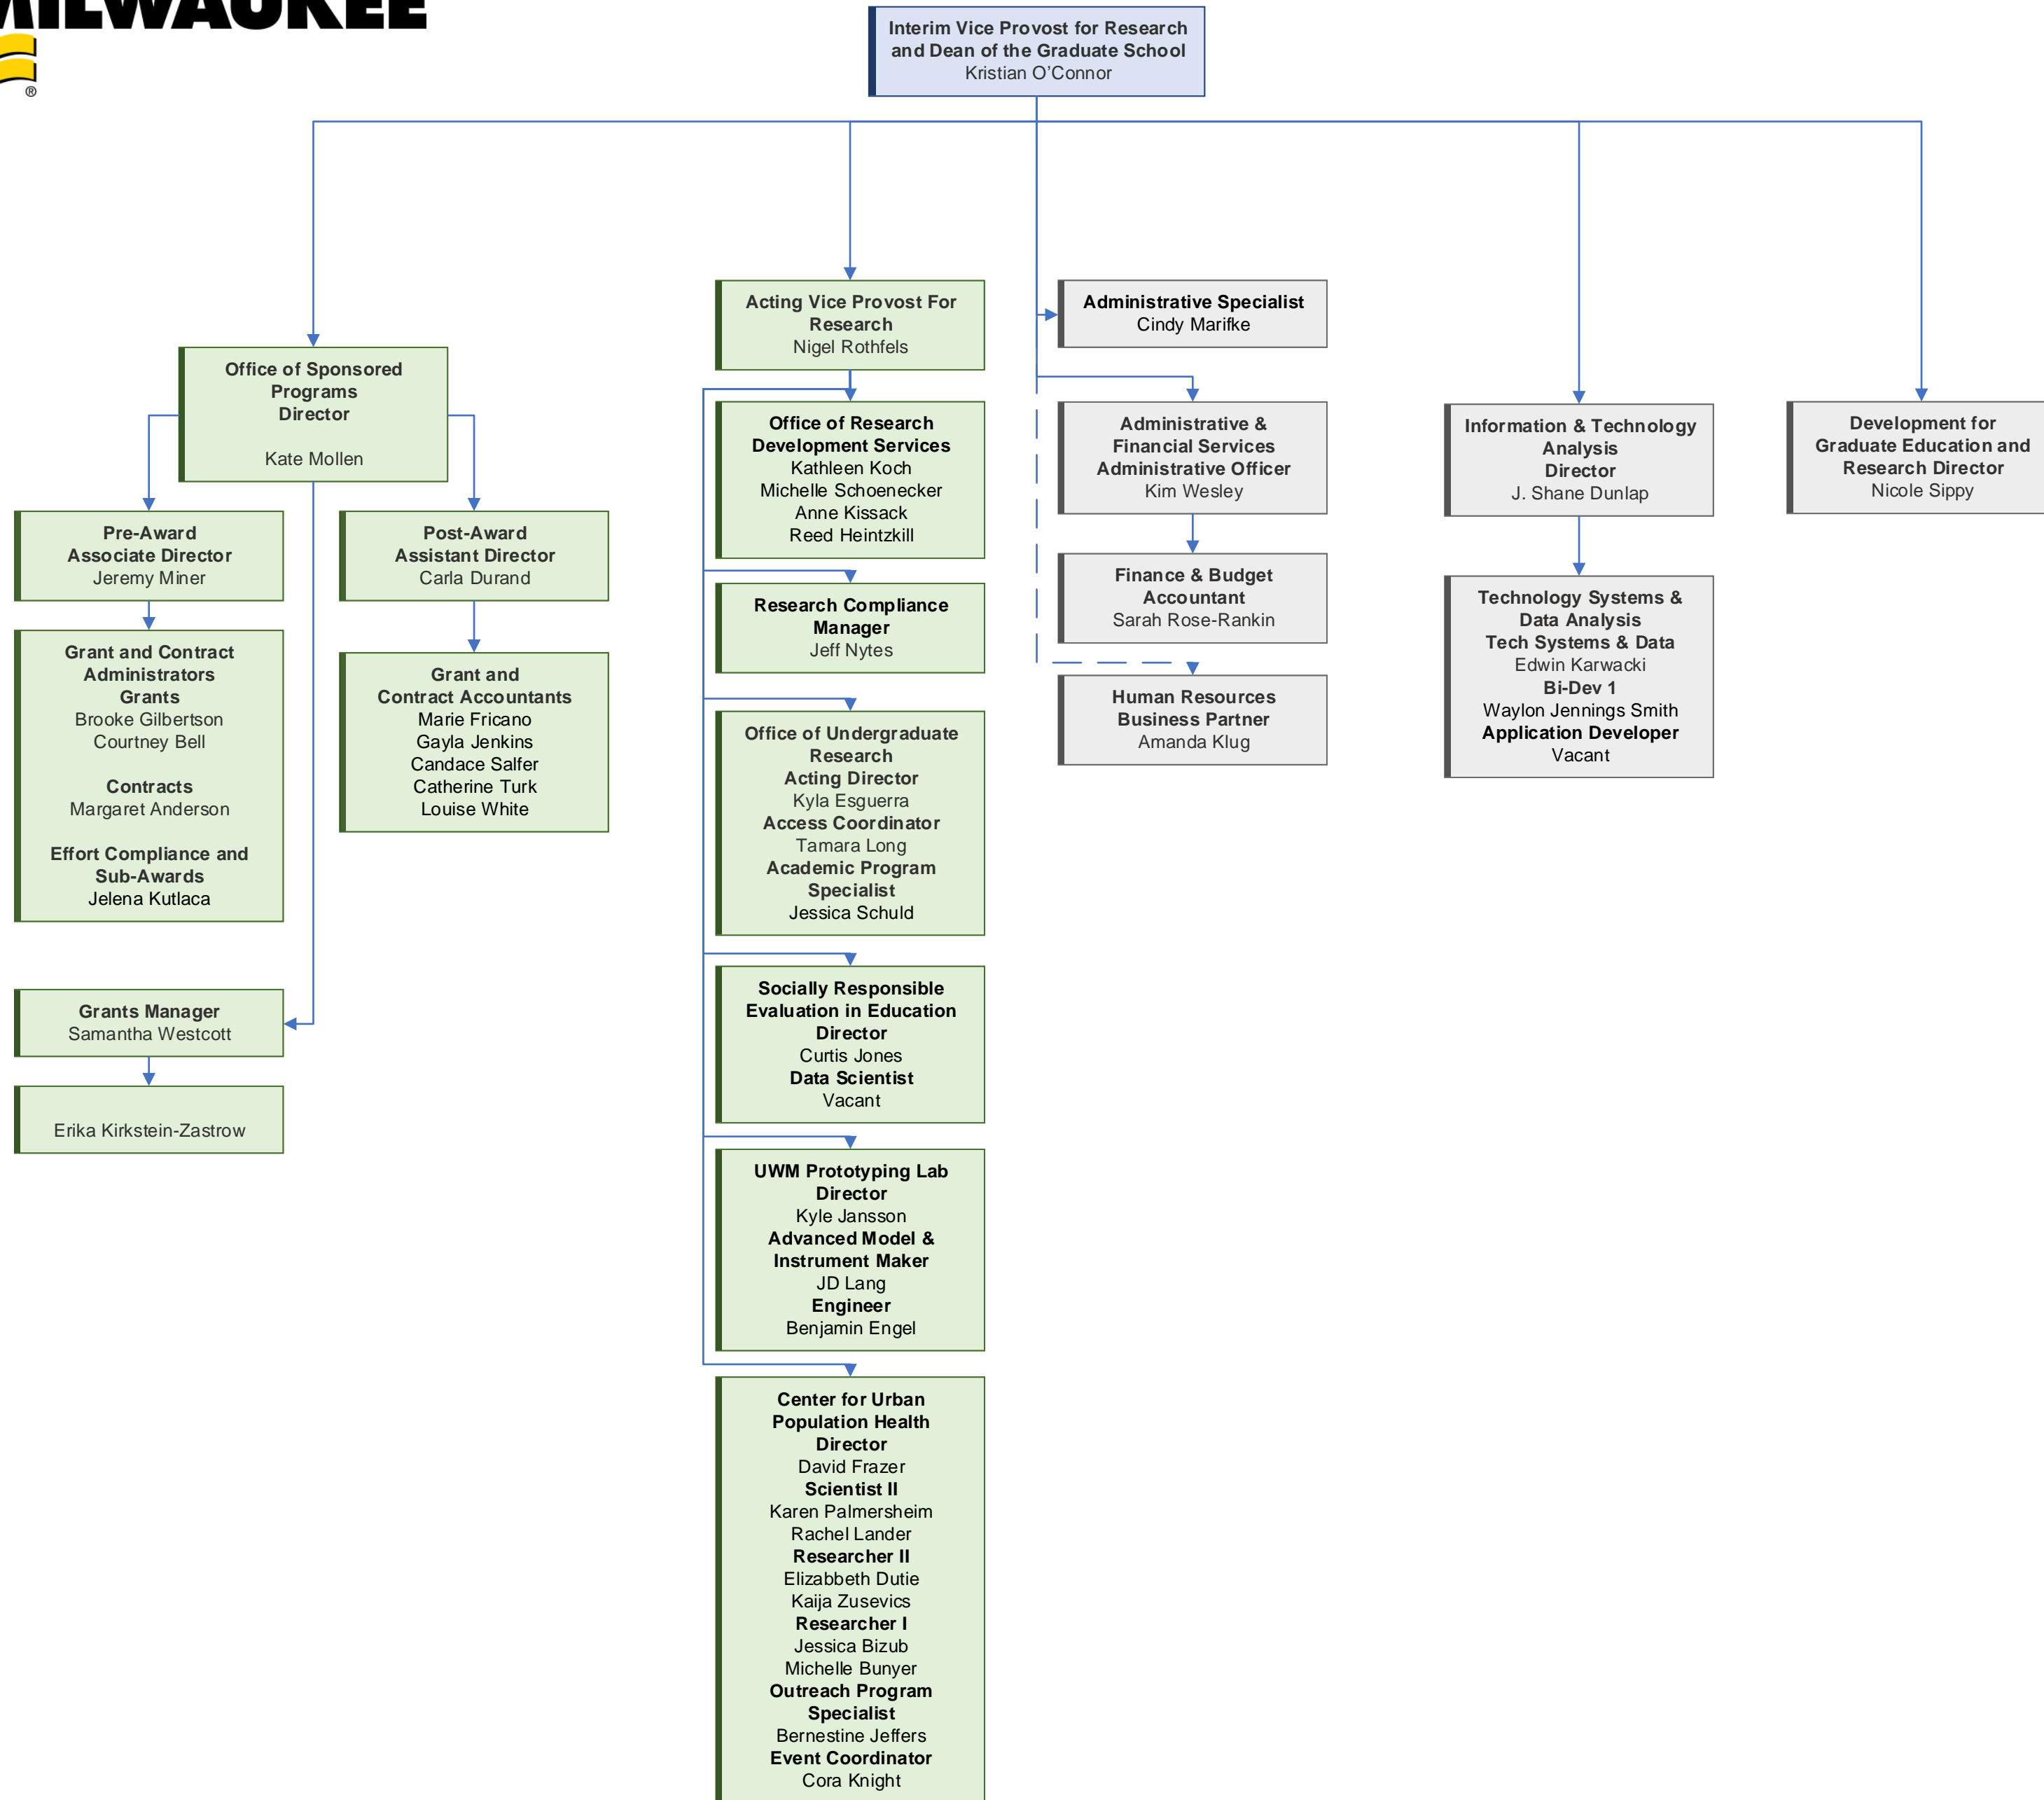 MILWAUKEE
®
Interim Vice Provost for Research
and Dean of the Graduate School
Kristian O’Connor
Office of Sponsored
Programs
Director
Kate Mollen
Pre-Award
Associate Director
Jeremy Miner
Grant and Contract
Administrators
Grants
Brooke Gilbertson
Courtney Bell
Contracts
Margaret Anderson
Effort Compliance and
Sub-Awards
Jelena Kutlaca
Post-Award
Assistant Director
Carla Durand
Grant and
Contract Accountants
Marie Fricano
Gayla Jenkins
Candace Salfer
Catherine Turk
Louise White
Grants Manager
Samantha Westcott
Erika Kirkstein-Zastrow
Acting Vice Provost For
Research
Nigel Rothfels
Office of Research
Development Services
Kathleen Koch
Michelle Schoenecker
Anne Kissack
Reed Heintzkill
Research Compliance
Manager
Jeff Nytes
Office of Undergraduate
Research
Acting Director
Kyla Esguerra
Access Coordinator
Tamara Long
Academic Program
Specialist
Jessica Schuld
Socially Responsible
Evaluation in Education
Director
Curtis Jones
Data Scientist
Vacant
UWM Prototyping Lab
Director
Kyle Jansson
Advanced Model &
Instrument Maker
JD Lang
Engineer
Benjamin Engel
Center for Urban
Population Health
Director
David Frazer
Scientist II
Karen Palmersheim
Rachel Lander
Researcher II
Elizabbeth Dutie
Kaija Zusevics
Researcher I
Jessica Bizub
Michelle Bunyer
Outreach Program
Specialist
Bernestine Jeffers
Event Coordinator
Cora Knight
Administrative Specialist
Cindy Marifke
Administrative &
Financial Services
Administrative Officer
Kim Wesley
Finance & Budget
Accountant
Sarah Rose-Rankin
Human Resources
Business Partner
Amanda Klug
Information & Technology
Analysis
Director
J. Shane Dunlap
Technology Systems &
Data Analysis
Tech Systems & Data
Edwin Karwacki
Bi-Dev 1
Waylon Jennings Smith
Application Developer
Vacant
Development for
Graduate Education and
Research Director
Nicole Sippy